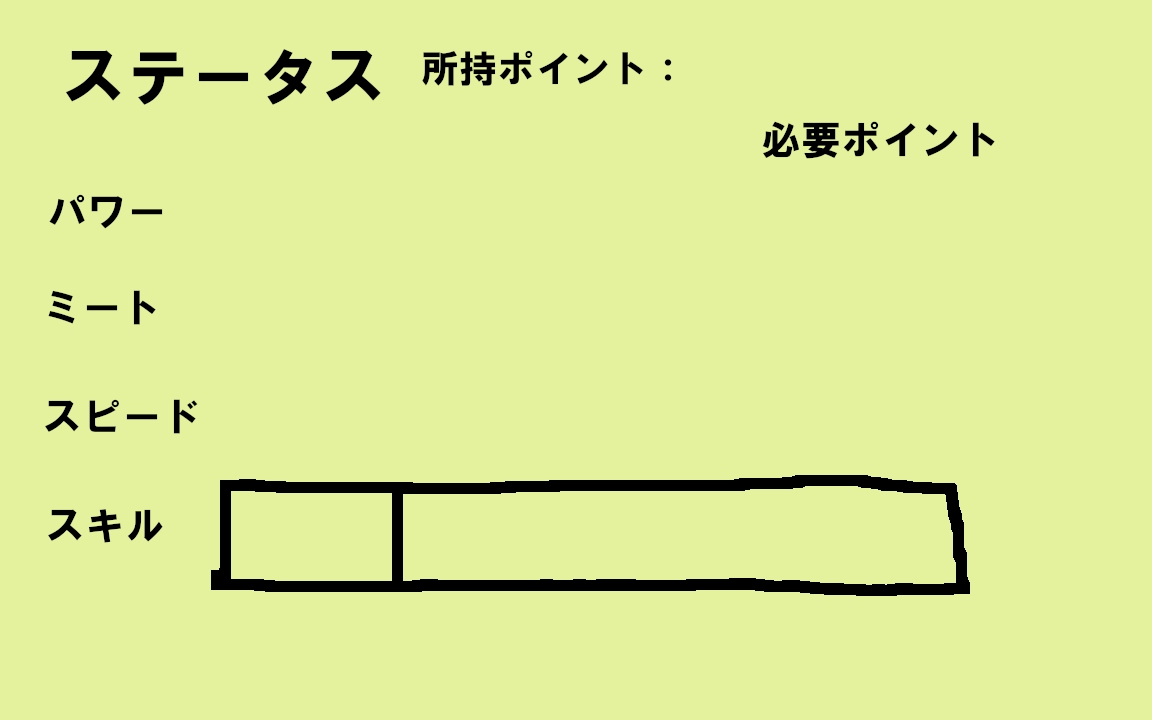 ステータス 所持ポイント：
必要ポイント
パワー
ミート
スピード
スキル